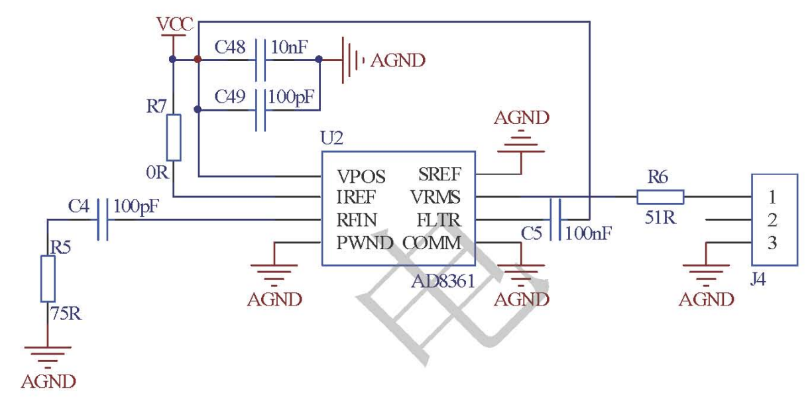 VCC
C48 10nF
AGND
C49 100pF
R7
0R
U2
AGND
VPOS SREF
IREF VRMS
RFIN FLTR
PWND COMM
AD8361
C4 100pF
R5
75R
AGND
AGND
C5 100nF
AGND
R6
51R
1
2
3
J4
AGND
电